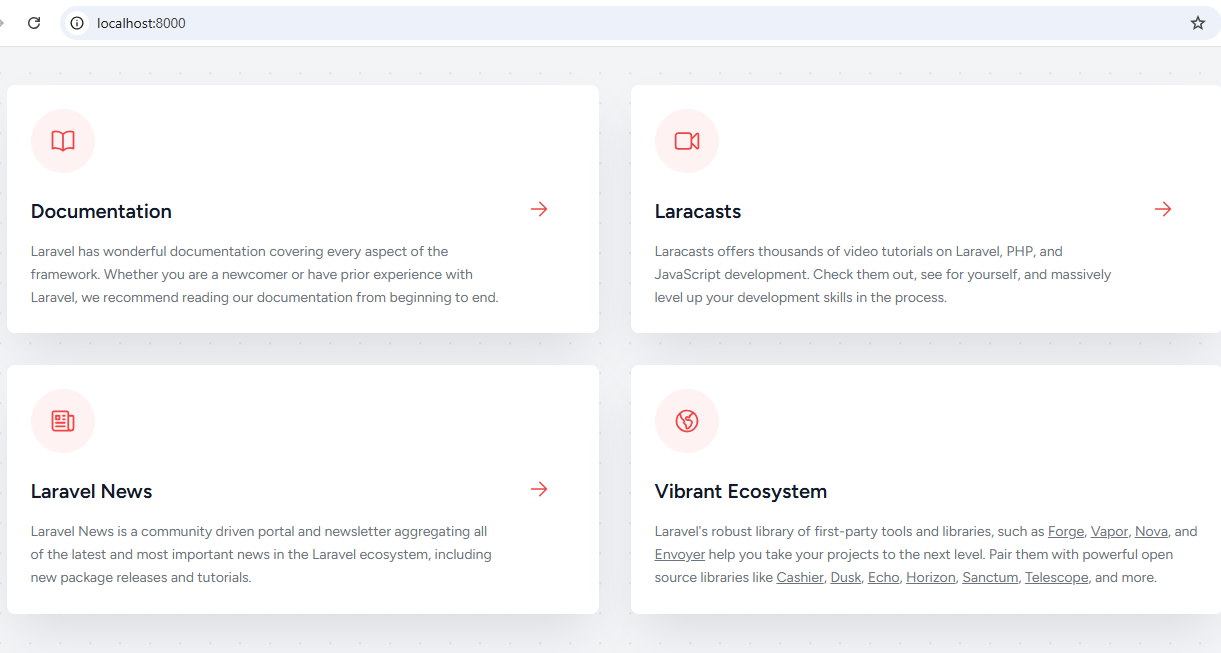 localhost:8000
Documentation
Laravel has wonderful documentation covering every aspect of the
framework. Whether you are a newcomer or have prior experience with
Laravel, we recommend reading our documentation from beginning to end.
Laracasts
Laracasts offers thousands of video tutorials on Laravel, PHP, and
JavaScript development. Check them out, see for yourself, and massively
level up your development skills in the process.
Laravel News
Laravel News is a community driven portal and newsletter aggregating all
of the latest and most important news in the Laravel ecosystem, including
new package releases and tutorials.
Vibrant Ecosystem
Laravel's robust library of first-party tools and libraries, such as Forge, Vapor, Nova, and
Envoyer help you take your projects to the next level. Pair them with powerful open
source libraries like Cashier, Dusk, Echo, Horizon, Sanctum, Telescope, and more.